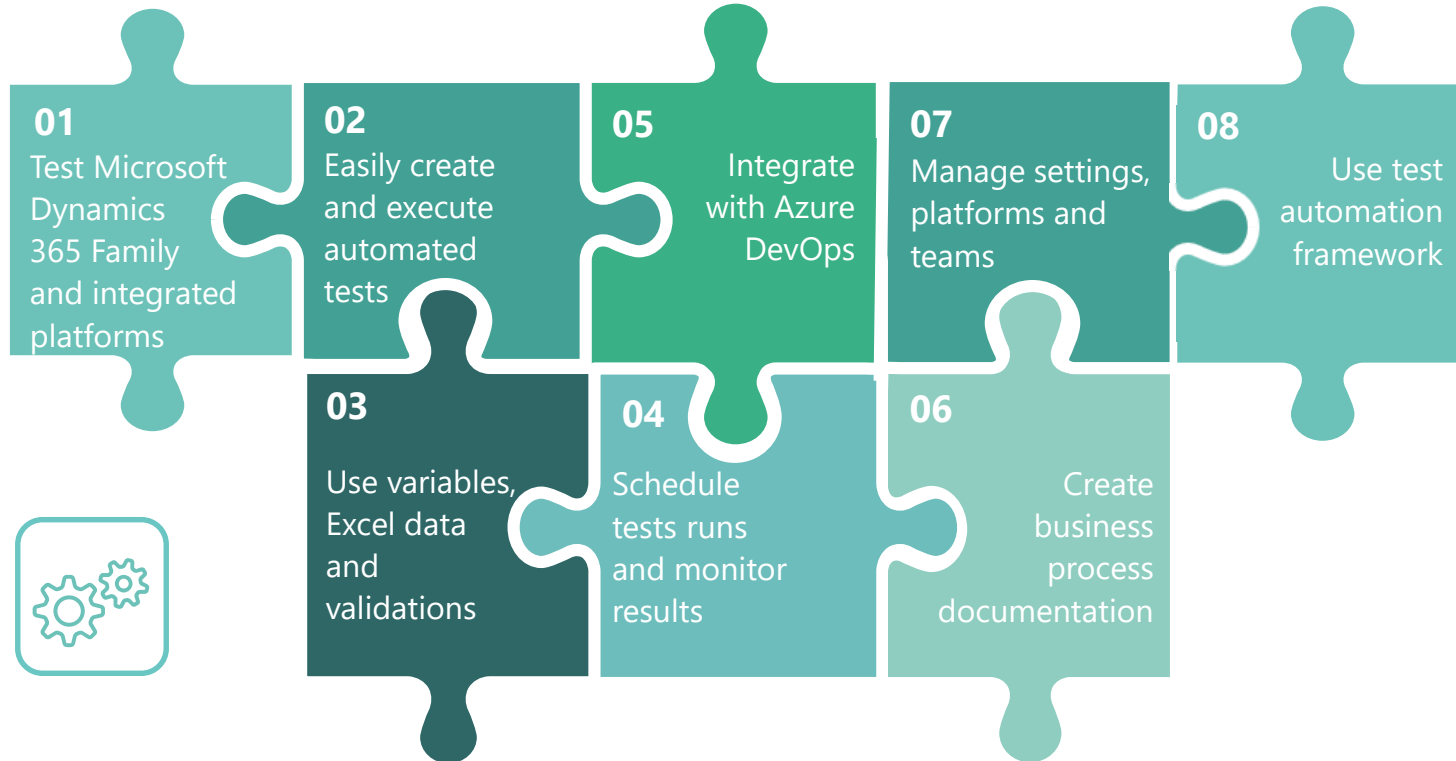 01
Test Microsoft
Dynamics
365 Family
and integrated
platforms
02
Easily create
and execute
automated
tests
03
Use variables,
Excel data
and
validations
04
Schedule
tests runs
and monitor
results
05
Integrate
with Azure
DevOps
06
Create
business
process
documentation
07
Manage settings,
platforms and
teams
08
Use test
automation
framework